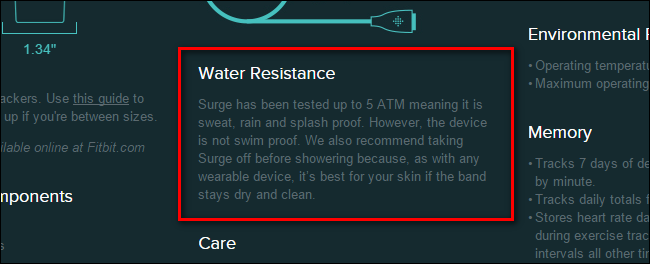 1.34"
ackers. Use this guide to
up if you're between sizes.
ilable online at Fitbit.com
mponents
s
Water Resistance
Surge has been tested up to 5 ATM meaning it is
sweat, rain and splash proof. However, the device
is not swim proof. We also recommend taking
Surge off before showering because, as with any
wearable device, it's best for your skin if the band
stays dry and clean.
Care
Environmental R
• Operating temperatu
• Maximum operating
Memory
• Tracks 7 days of de
by minute.
• Tracks daily totals f
• Stores heart rate da
during exercise trac
intervals all other tim